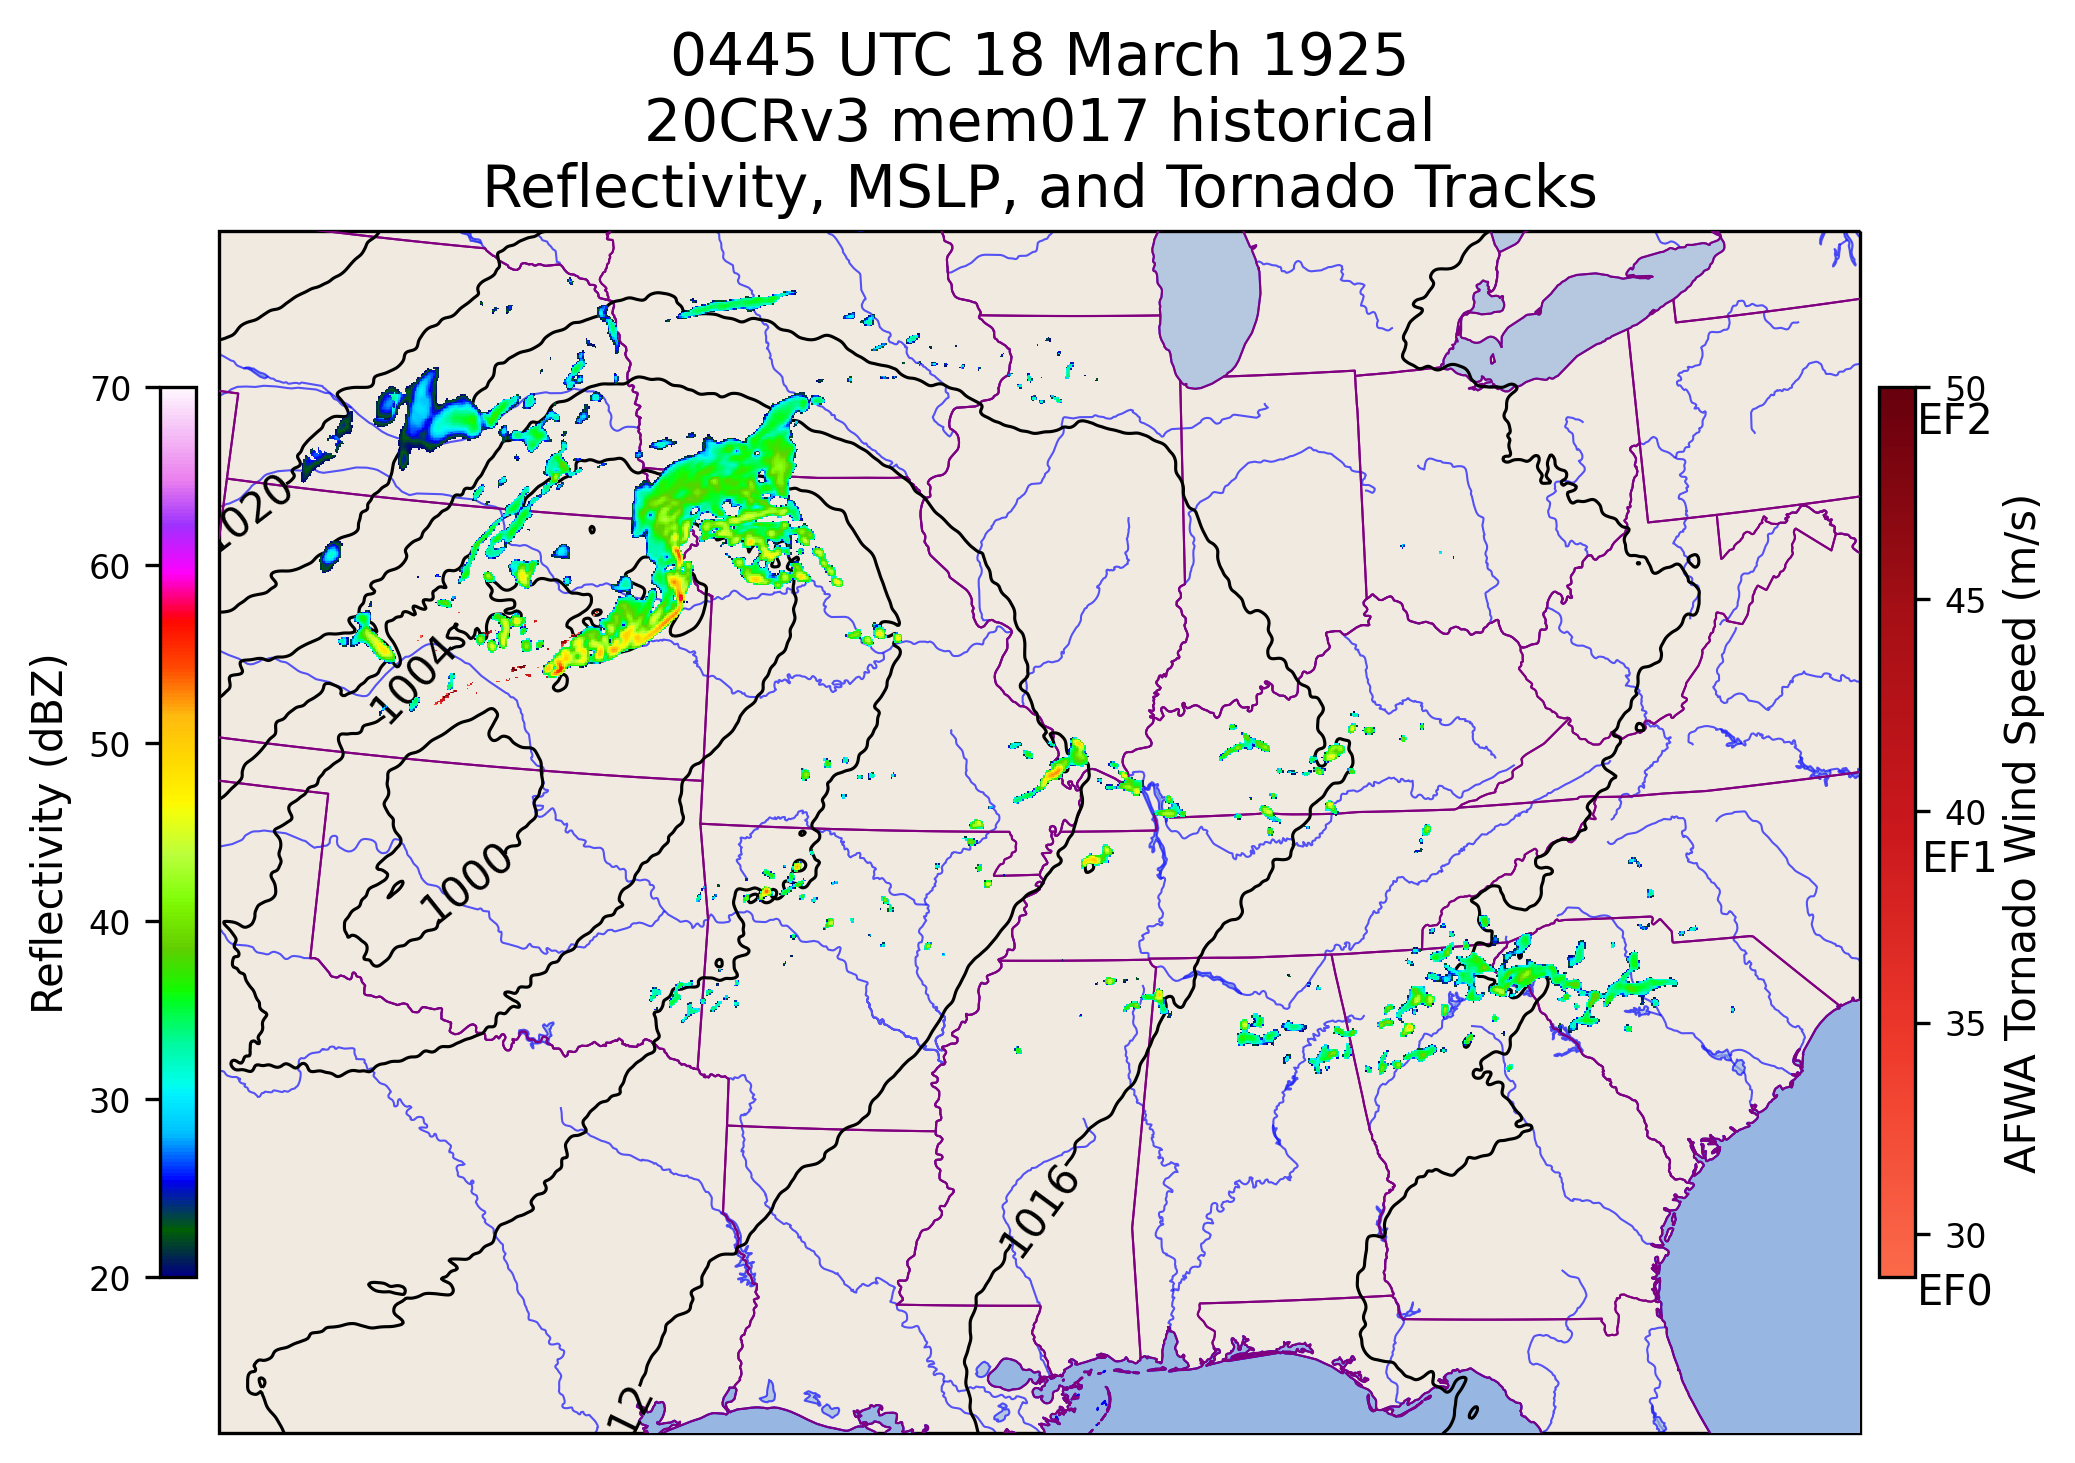 0445 UTC 18 March 1925
20CRv3 mem017 historical
Reflectivity, MSLP, and Tornado Tracks
70
60
50
40
30
20
Reflectivity (dBZ)
1020
1004
1000
1016
12
50
EF2
45
40
EF1
35
30
EF0
AFWA Tornado Wind Speed (m/s)